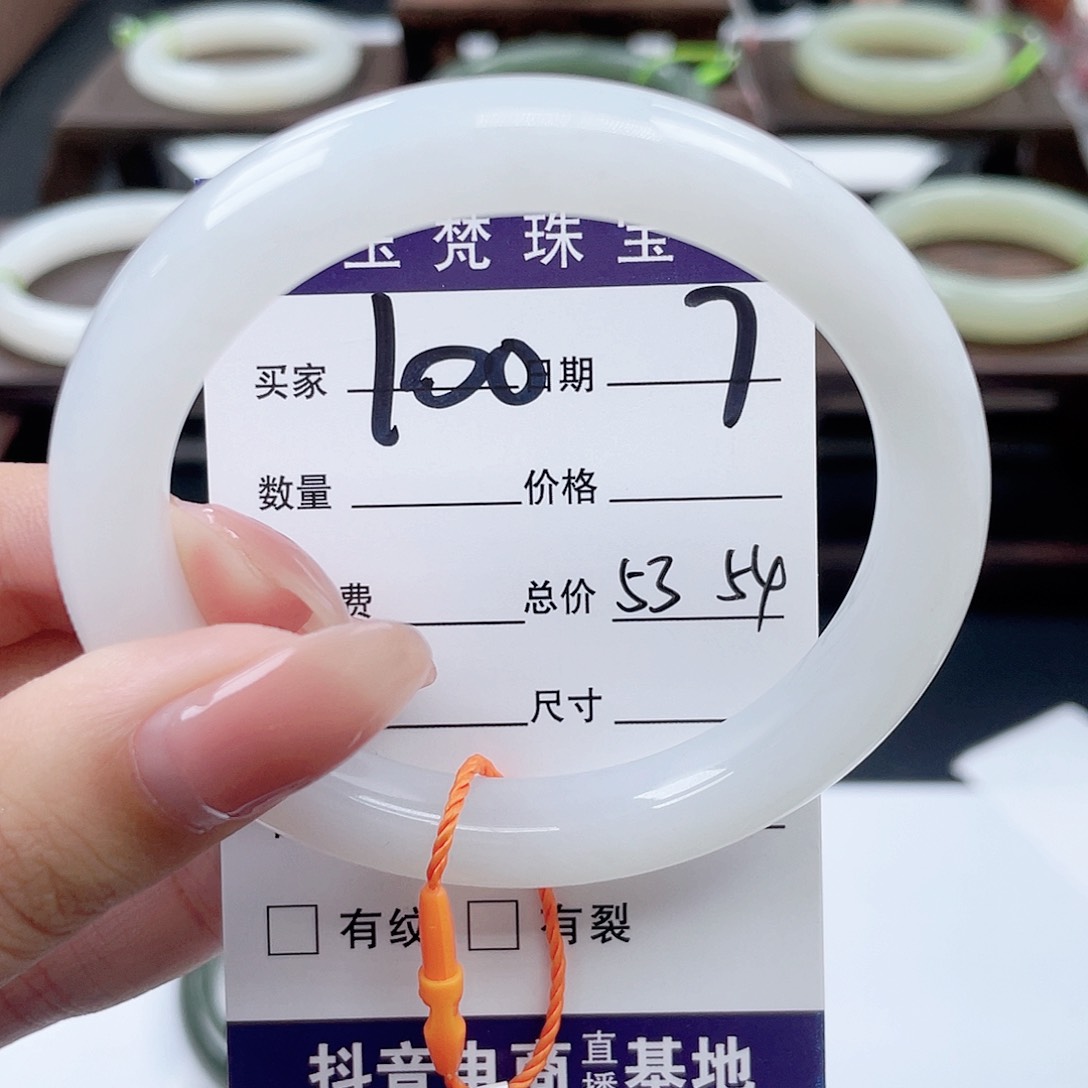 玉梵珠宝
买家 100 日期 7
数量 价格
费 总价 53 54
尺寸
有纹 有裂
抖音电商直播基地